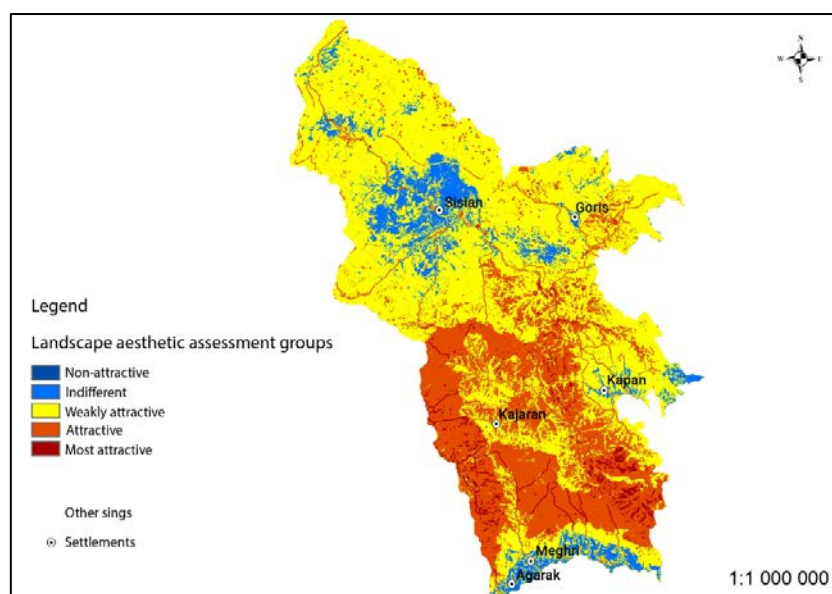 N
W E
S
Sisian
Goris
Legend
Landscape aesthetic assessment groups
Non-attractive
Indifferent
Weakly attractive
Attractive
Most attractive
Kapan
Kajaran
Other sings
Settlements
Meghri
Agarak
1:1 000 000